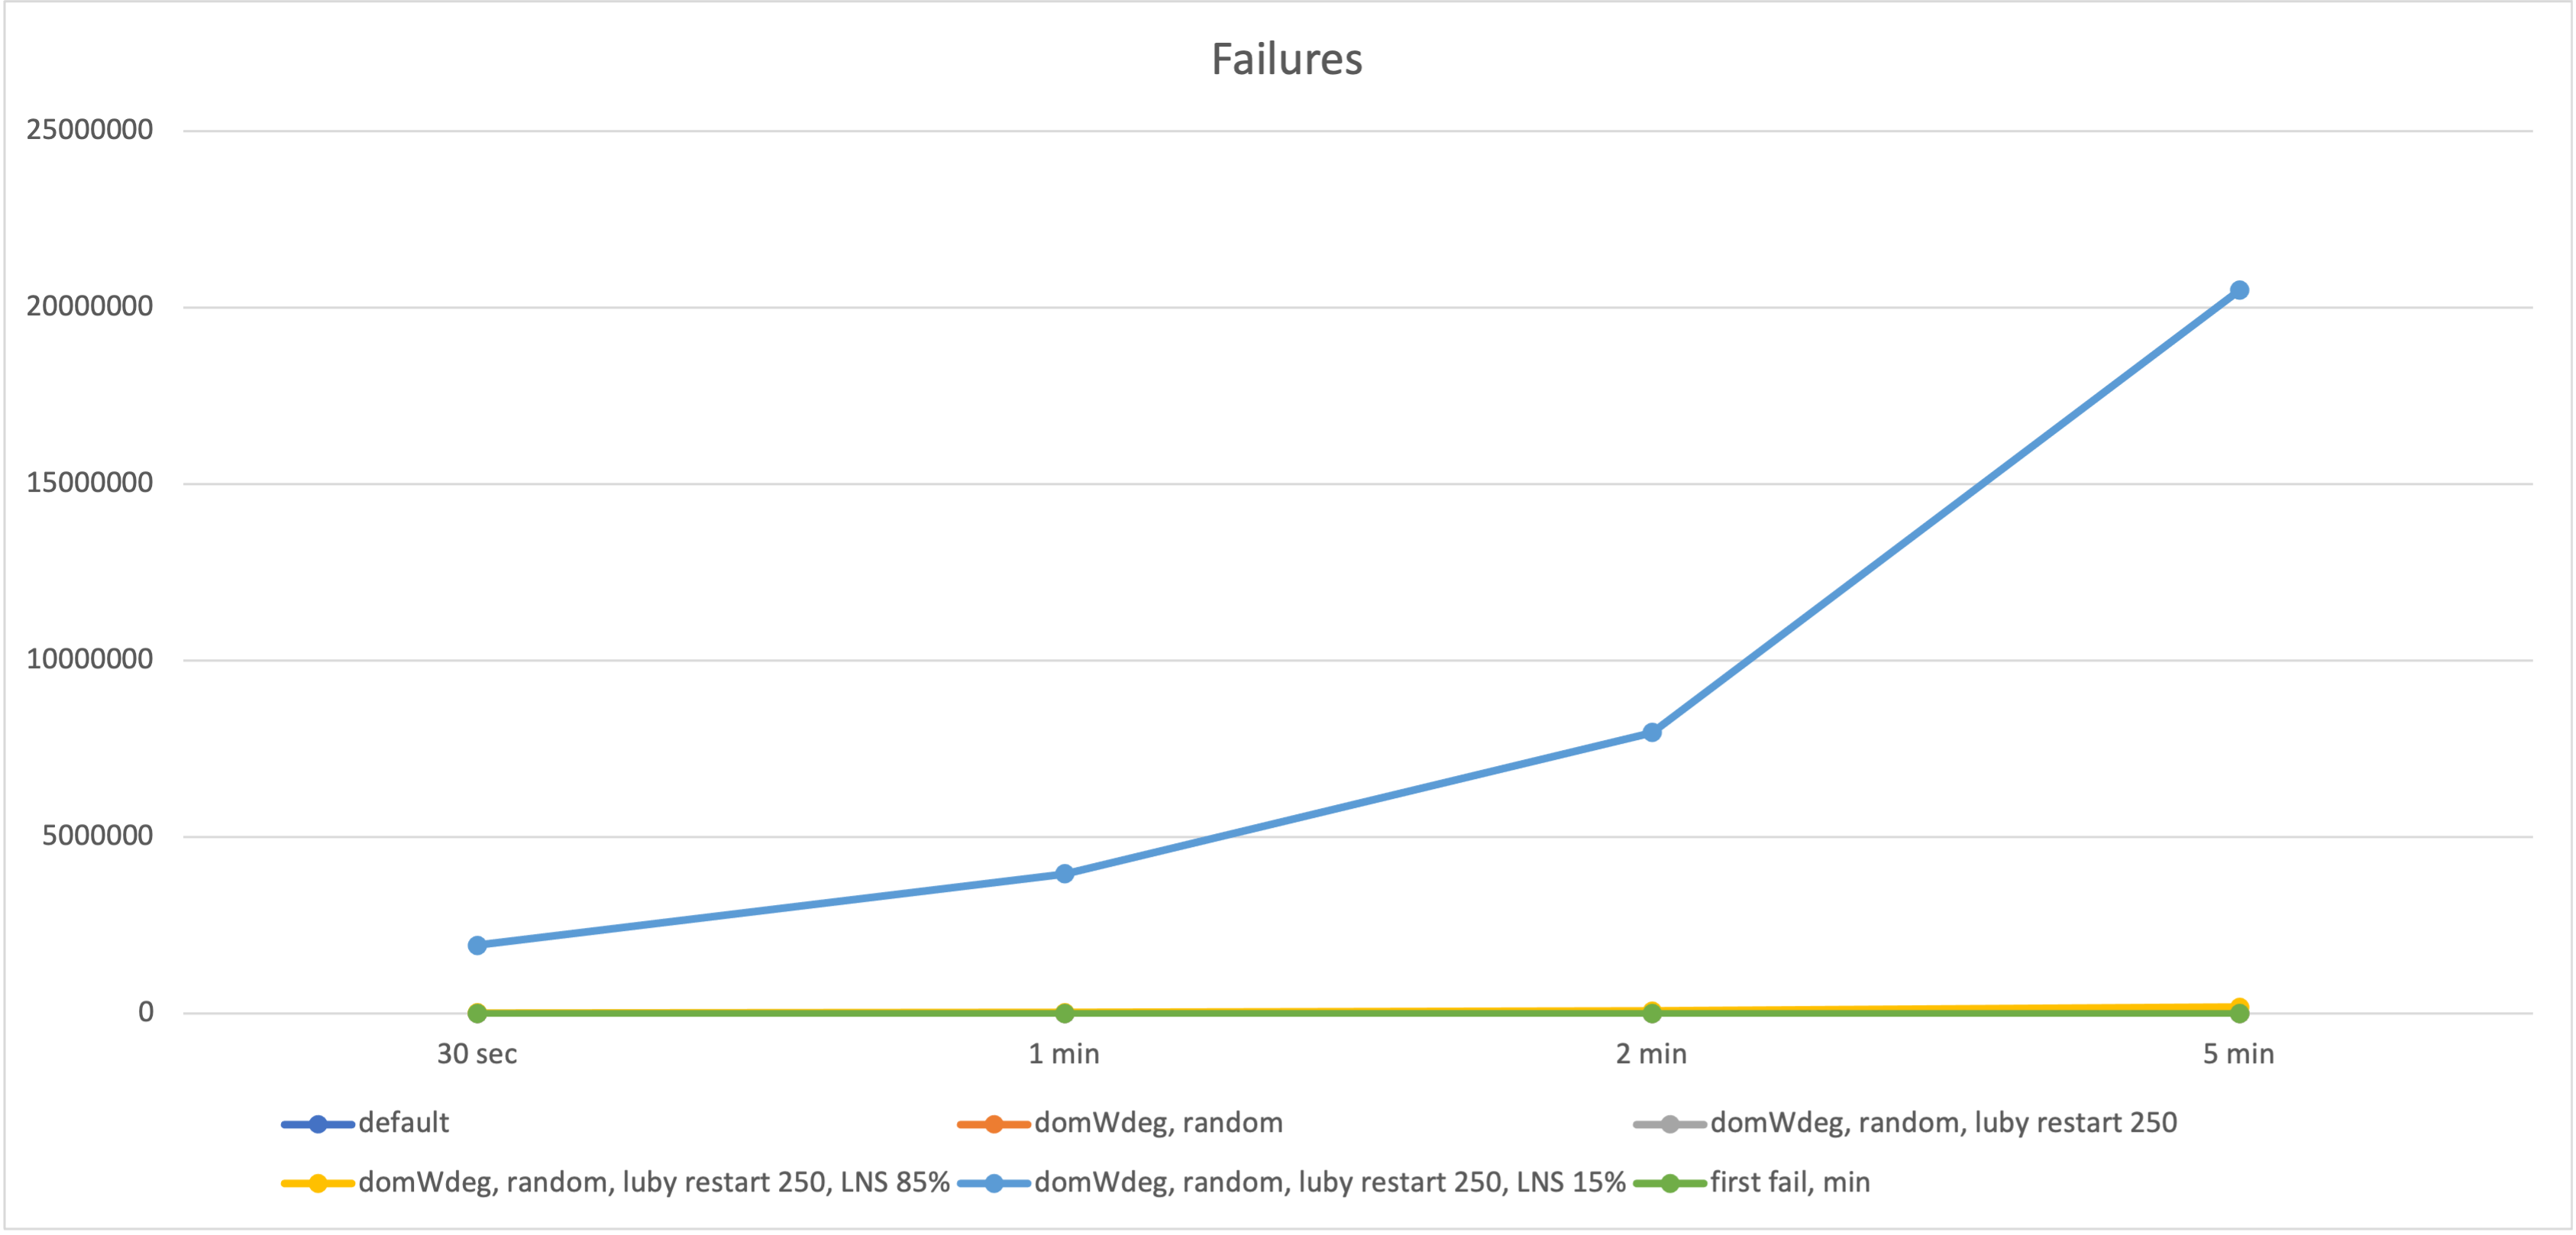 Failures
25000000
20000000
15000000
10000000
5000000
0
30 sec 1 min 2 min 5 min
default domWdeg, random domWdeg, random, luby restart 250
domWdeg, random, luby restart 250, LNS 85% domWdeg, random, luby restart 250, LNS 15% first fail, min